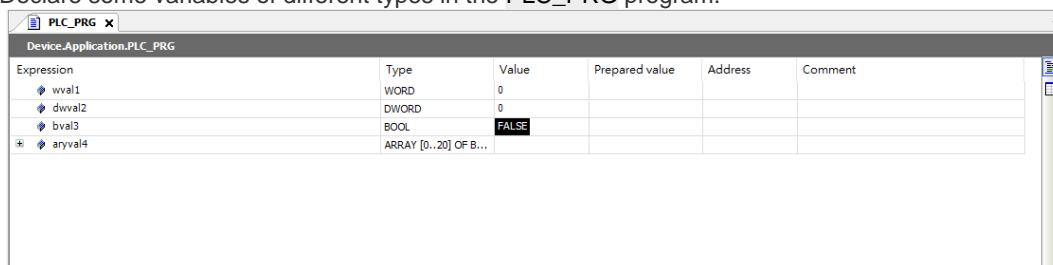 Declare some variables of different types in the PLC_PRG program.
PLC_PRG X
Device.Application.PLC_PRG
Expression Type Value Prepared value Address Comment
wval1 WORD 0
dwval2 DWORD 0
bval3 BOOL FALSE
aryval4 ARRAY [0..20] OF B...